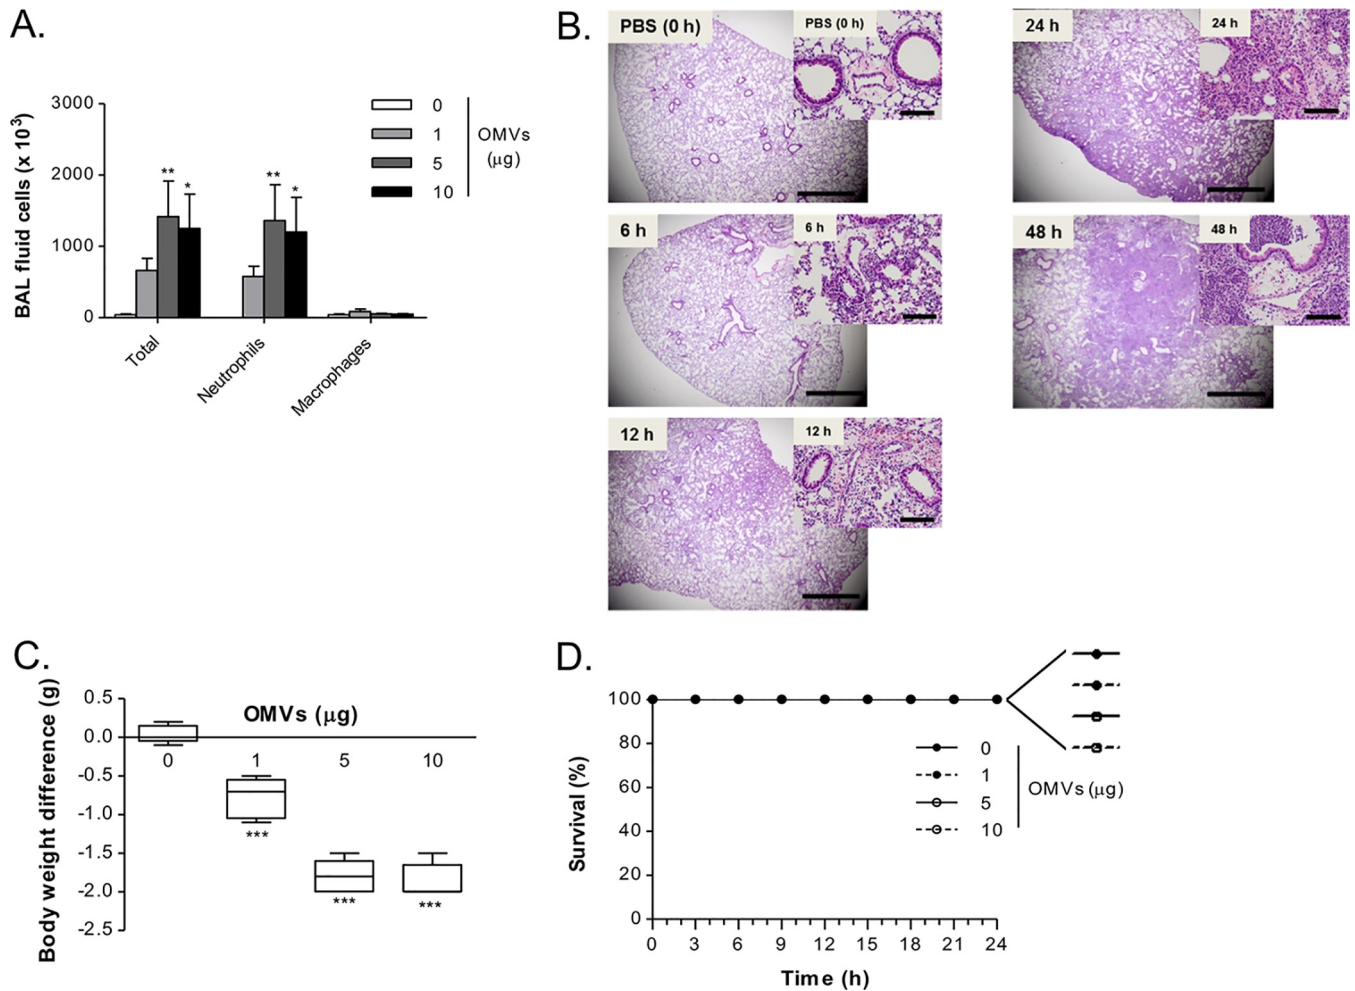 A.
BAL fluid cells (x 10³)
3000
2000
1000
0
** *
** *
Total
Neutrophils
Macrophages
0
1
5
10
OMVs
(μg)
B.
PBS (0 h)
PBS (0 h)
24 h
24 h
6 h
6 h
48 h
48 h
12 h
12 h
C.
Body weight difference (g)
0.5
0.0
-0.5
-1.0
-1.5
-2.0
-2.5
OMVs (μg)
0 1 5 10
***
*** ***
D.
Survival (%)
100
80
60
40
20
0
0 3 6 9 12 15 18 21 24
Time (h)
0
1
5
10
OMVs (μg)